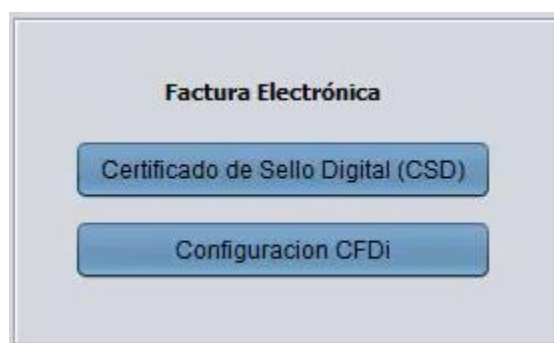 Factura Electrónica
Certificado de Sello Digital (CSD)
Configuracion CFDi